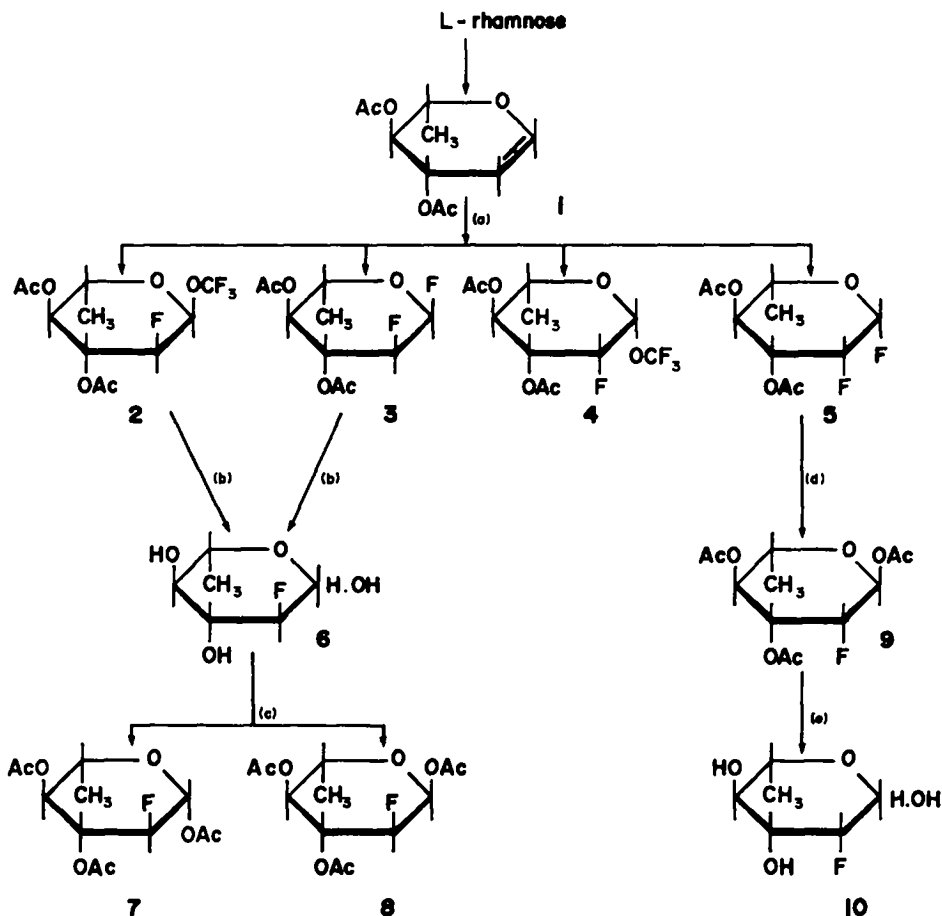 L-rhamnose
O
AcO
CH₃
OAc
1
(a)
AcO
O
OCF₃
CH₃
F
OAc
2
AcO
O
F
CH₃
F
OAc
3
AcO
O
CH₃
OCF₃
OAc
F
4
AcO
O
CH₃
F
OAc
F
5
(b)
(b)
(d)
HO
O
CH₃
F
H.OH
OH
6
AcO
O
OAc
CH₃
OAc
F
9
(c)
(e)
AcO
O
CH₃
F
OAc
OAc
7
AcO
O
OAc
CH₃
F
OAc
8
HO
O
CH₃
H.OH
OH
F
10